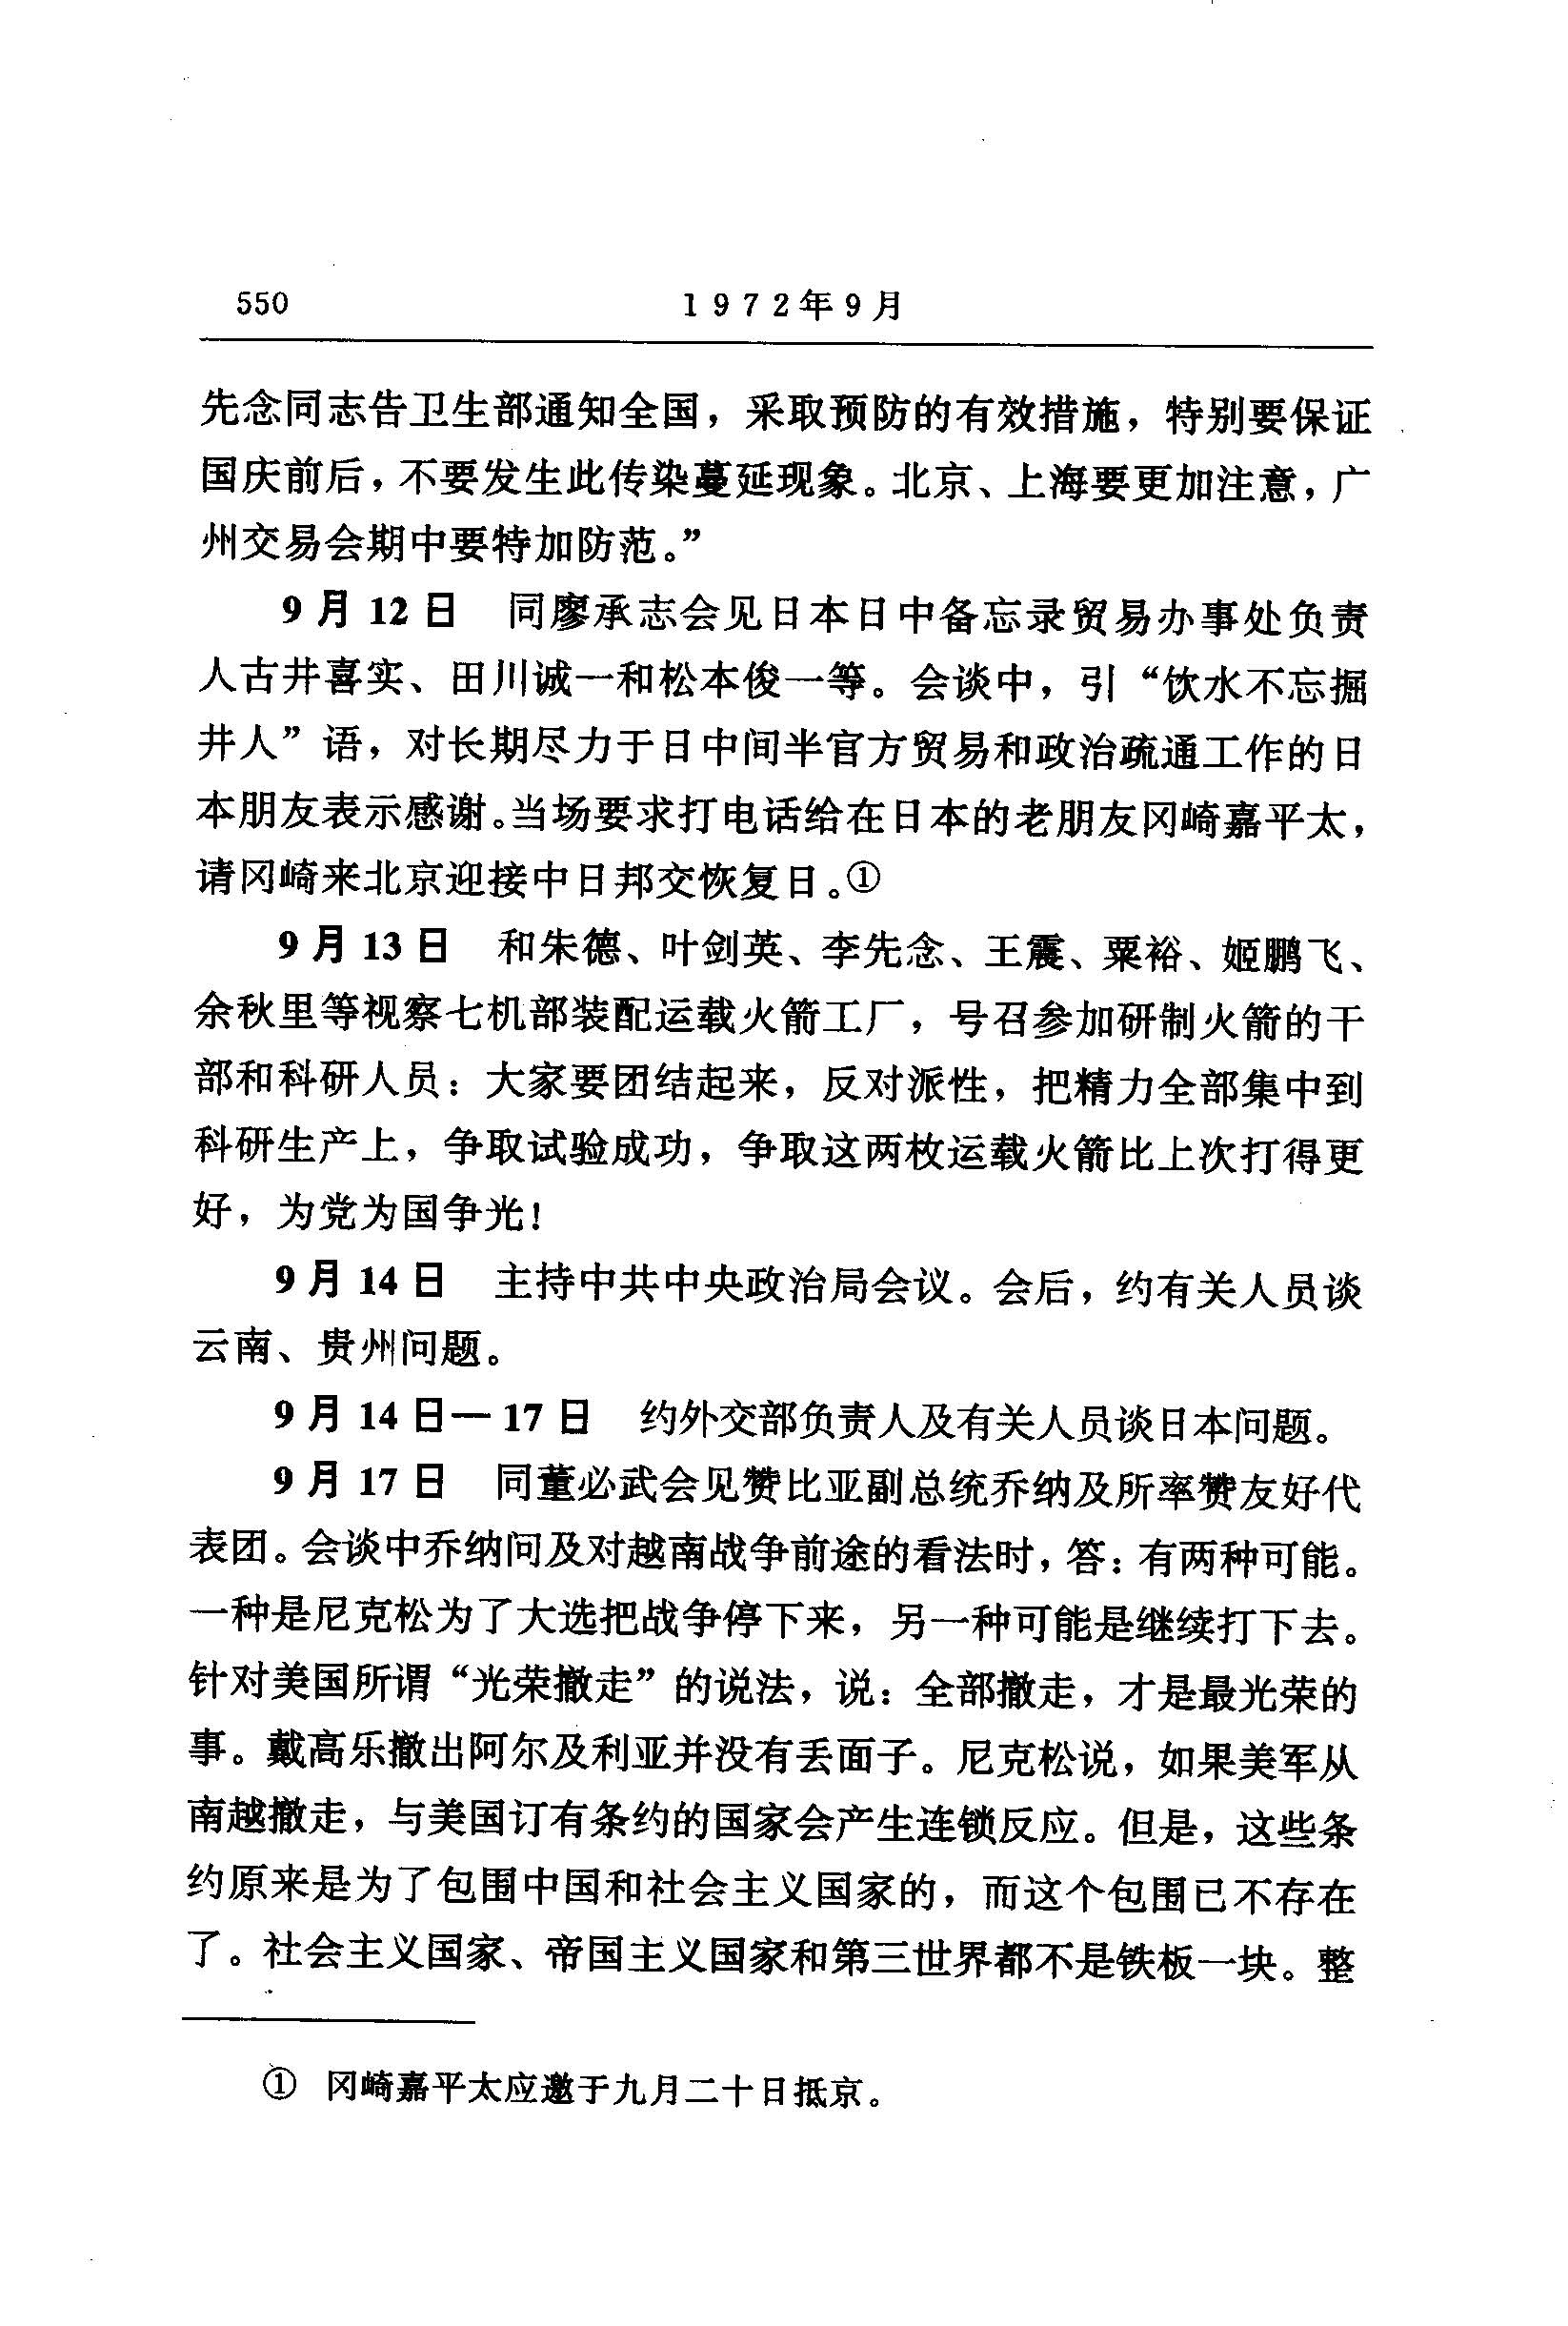 550
1972年9月
先念同志告卫生部通知全国，采取预防的有效措施，特别要保证
国庆前后，不要发生此传染蔓延现象。北京、上海要更加注意，广
州交易会期中要特加防范。”
9月12日 同廖承志会见日本日中备忘录贸易办事处负责
人古井喜实、田川诚一和松本俊一等。会谈中，引“饮水不忘掘
井人”语，对长期尽力于日中间半官方贸易和政治疏通工作的日
本朋友表示感谢。当场要求打电话给在日本的老朋友冈崎嘉平太，
请冈崎来北京迎接中日邦交恢复日。①
9月13日 和朱德、叶剑英、李先念、王震、粟裕、姬鹏飞、
余秋里等视察七机部装配运载火箭工厂，号召参加研制火箭的干
部和科研人员：大家要团结起来，反对派性，把精力全部集中到
科研生产上，争取试验成功，争取这两枚运载火箭比上次打得更
好，为党为国争光！
9月14日 主持中共中央政治局会议。会后，约有关人员谈
云南、贵州问题。
9月14日—17日 约外交部负责人及有关人员谈日本问题。
9月17日 同董必武会见赞比亚副总统乔纳及所率赞友好代
表团。会谈中乔纳问及对越南战争前途的看法时，答：有两种可能。
一种是尼克松为了大选把战争停下来，另一种可能是继续打下去。
针对美国所谓“光荣撤走”的说法，说：全部撤走，才是最光荣的
事。戴高乐撤出阿尔及利亚并没有丢面子。尼克松说，如果美军从
南越撤走，与美国订有条约的国家会产生连锁反应。但是，这些条
约原来是为了包围中国和社会主义国家的，而这个包围已不存在
了。社会主义国家、帝国主义国家和第三世界都不是铁板一块。整
① 冈崎嘉平太应邀于九月二十日抵京。